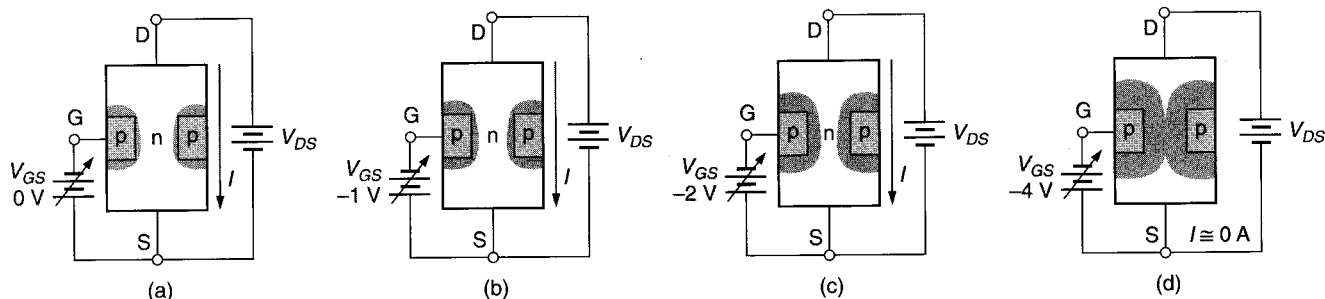 D
G
p n p
V_GS
0 V
V_DS
I
S
(a)
D
G
p n p
V_GS
−1 V
V_DS
I
S
(b)
D
G
p n p
V_GS
−2 V
V_DS
I
S
(c)
D
G
p p
V_GS
−4 V
V_DS
S
I ≅ 0 A
(d)